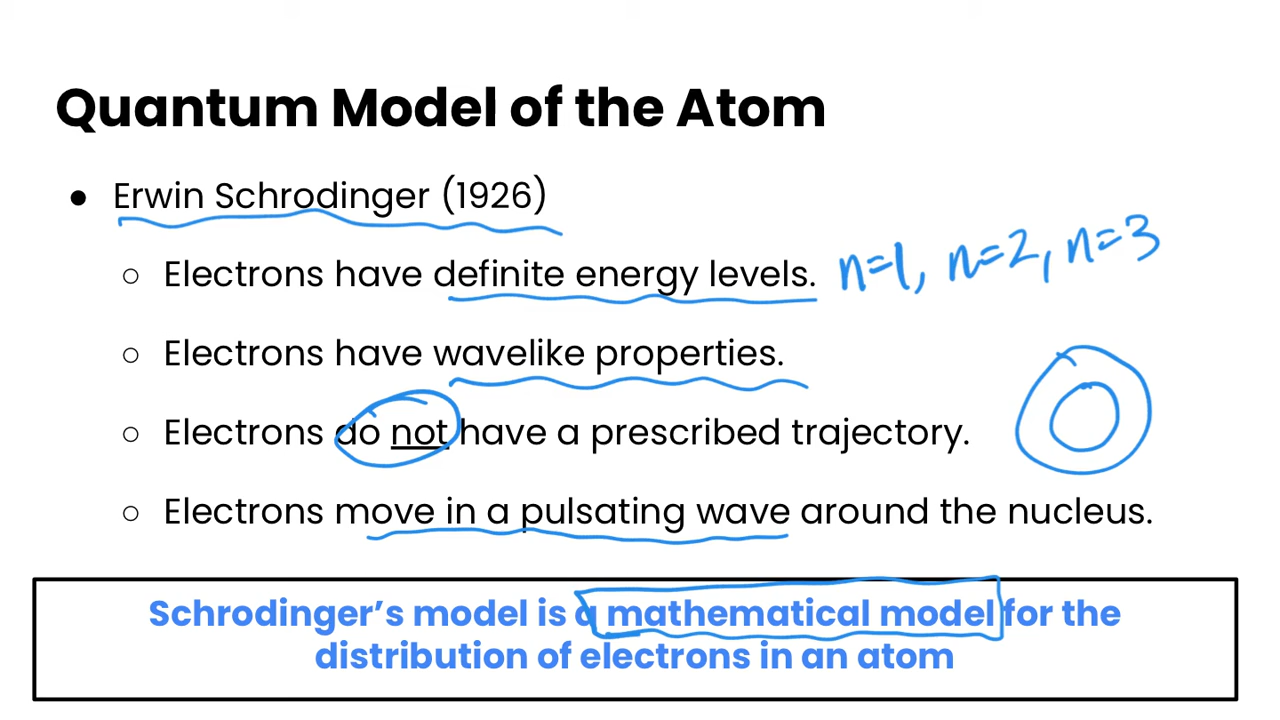 Quantum Model of the Atom
● Erwin Schrodinger (1926)
○ Electrons have definite energy levels. n=1, n=2, n=3
○ Electrons have wavelike properties.
○ Electrons do not have a prescribed trajectory.
○ Electrons move in a pulsating wave around the nucleus.
Schrodinger’s model is a mathematical model for the
distribution of electrons in an atom